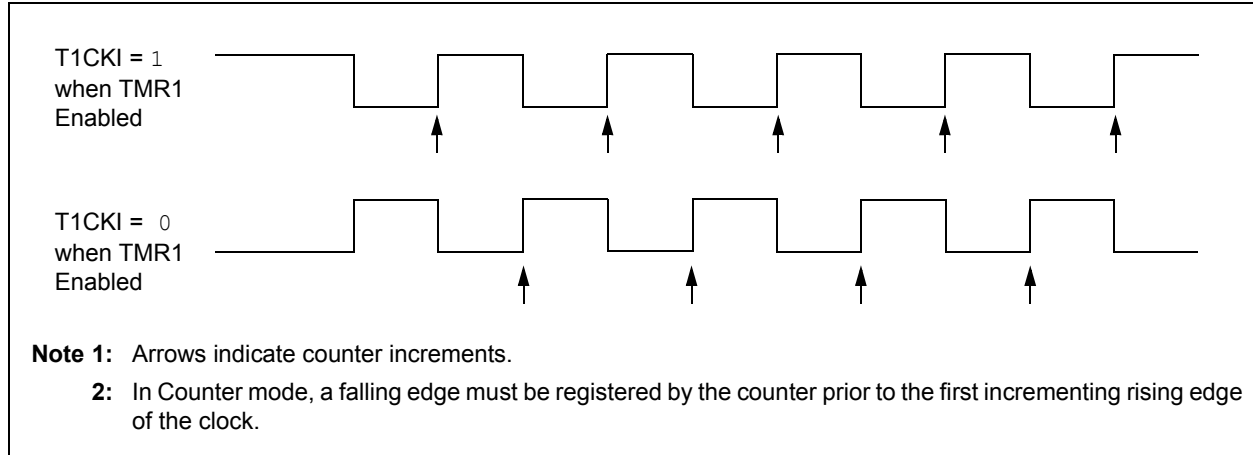 T1CKI = 1
when TMR1
Enabled
T1CKI = 0
when TMR1
Enabled
Note 1: Arrows indicate counter increments.
2: In Counter mode, a falling edge must be registered by the counter prior to the first incrementing rising edge
of the clock.